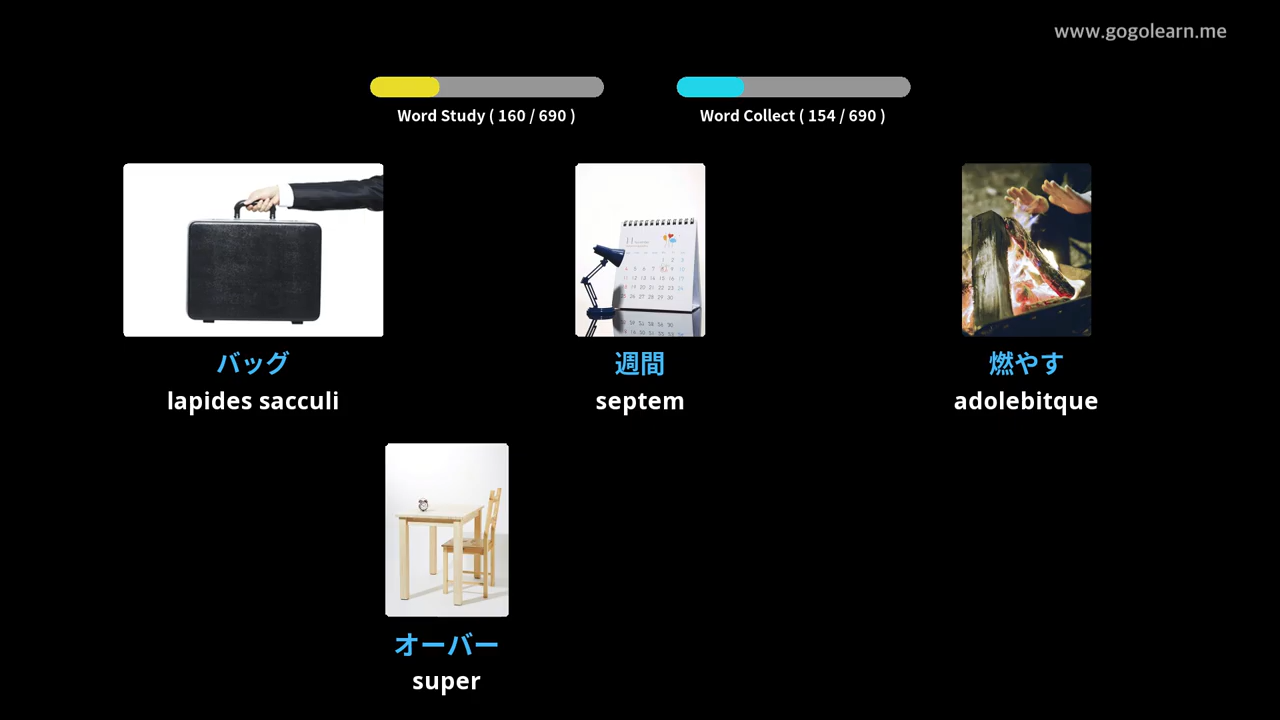 www.gogolearn.me
Word Study ( 160 / 690 )
Word Collect ( 154 / 690 )
バッグ
lapides sacculi
週間
septem
燃やす
adolebitque
オーバー
super